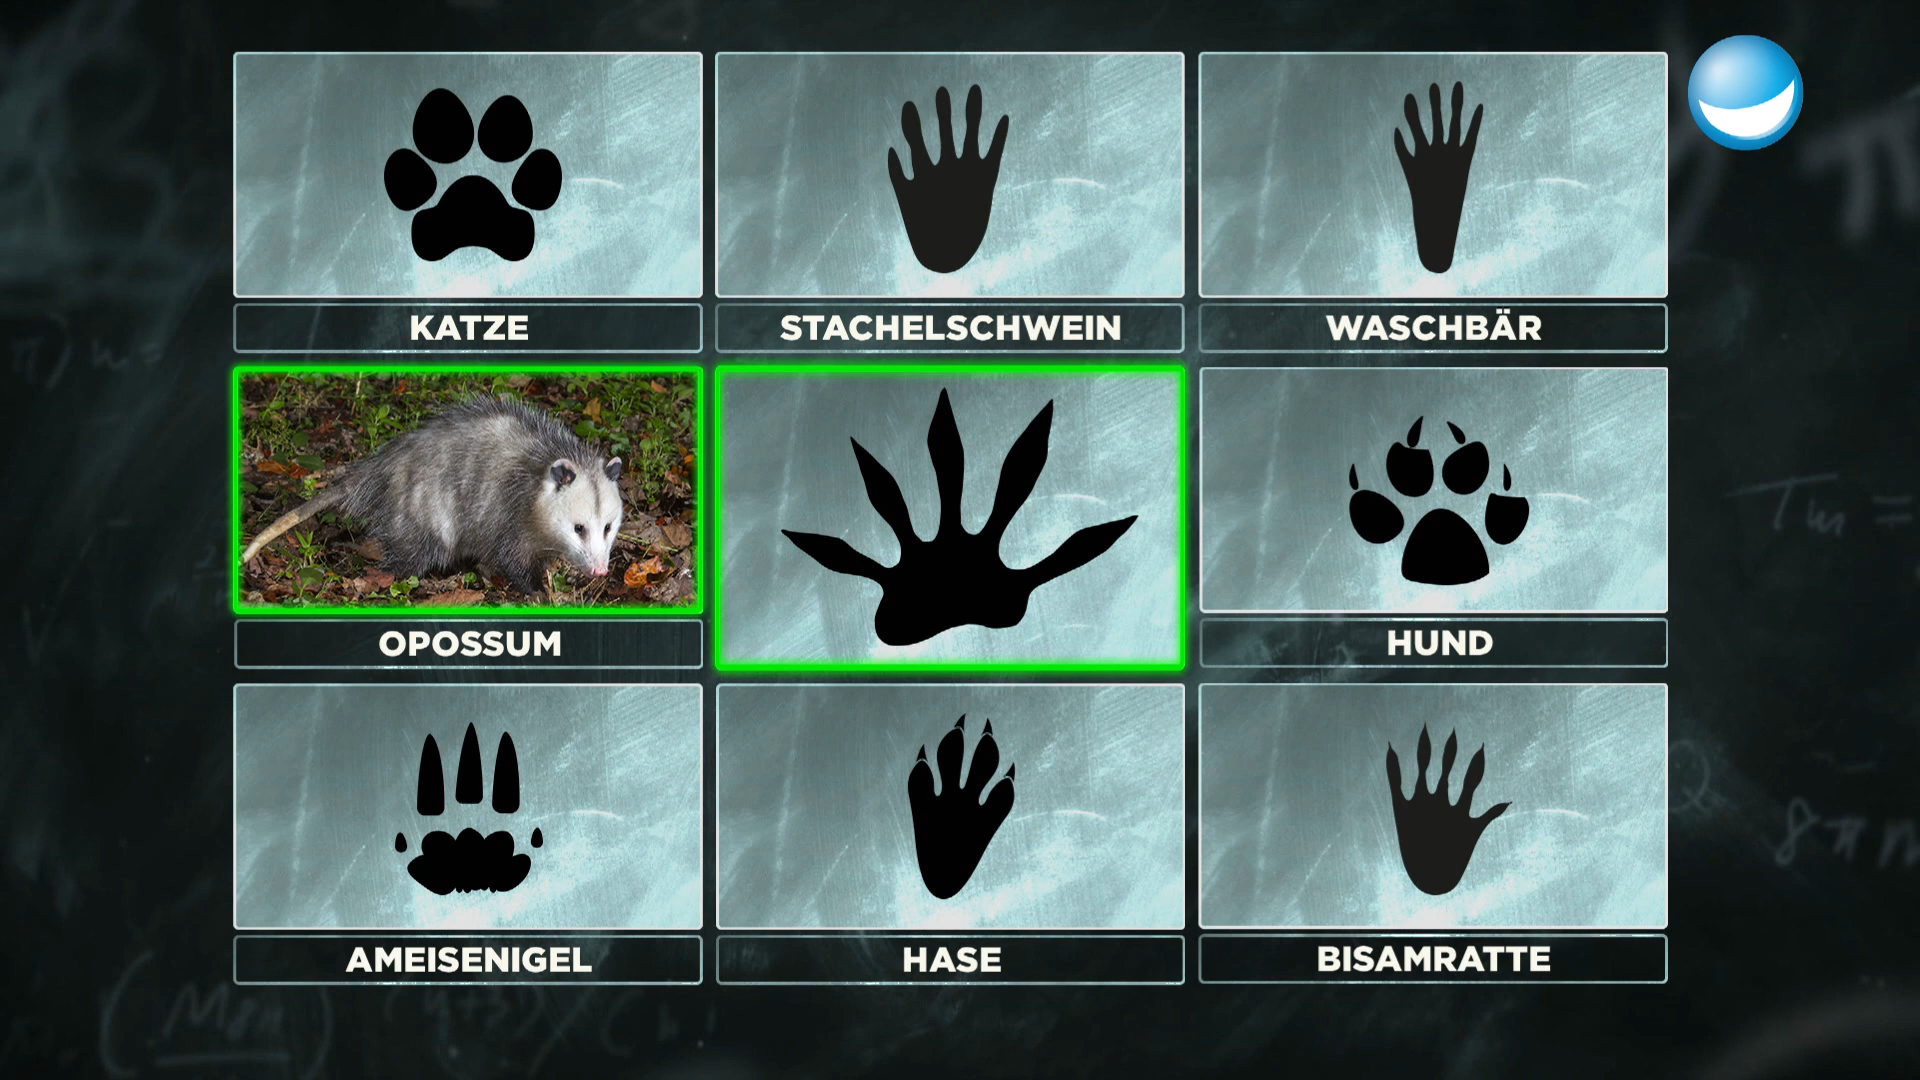 KATZE
STACHELSCHWEIN
WASCHBÄR
OPOSSUM
HUND
AMEISENIGEL
HASE
BISAMRATTE